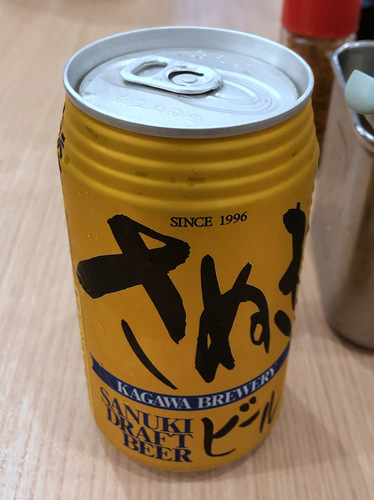 SINCE 1996
さぬき
KAGAWA BREWERY
SANUKI
DRAFT
BEER
ビール